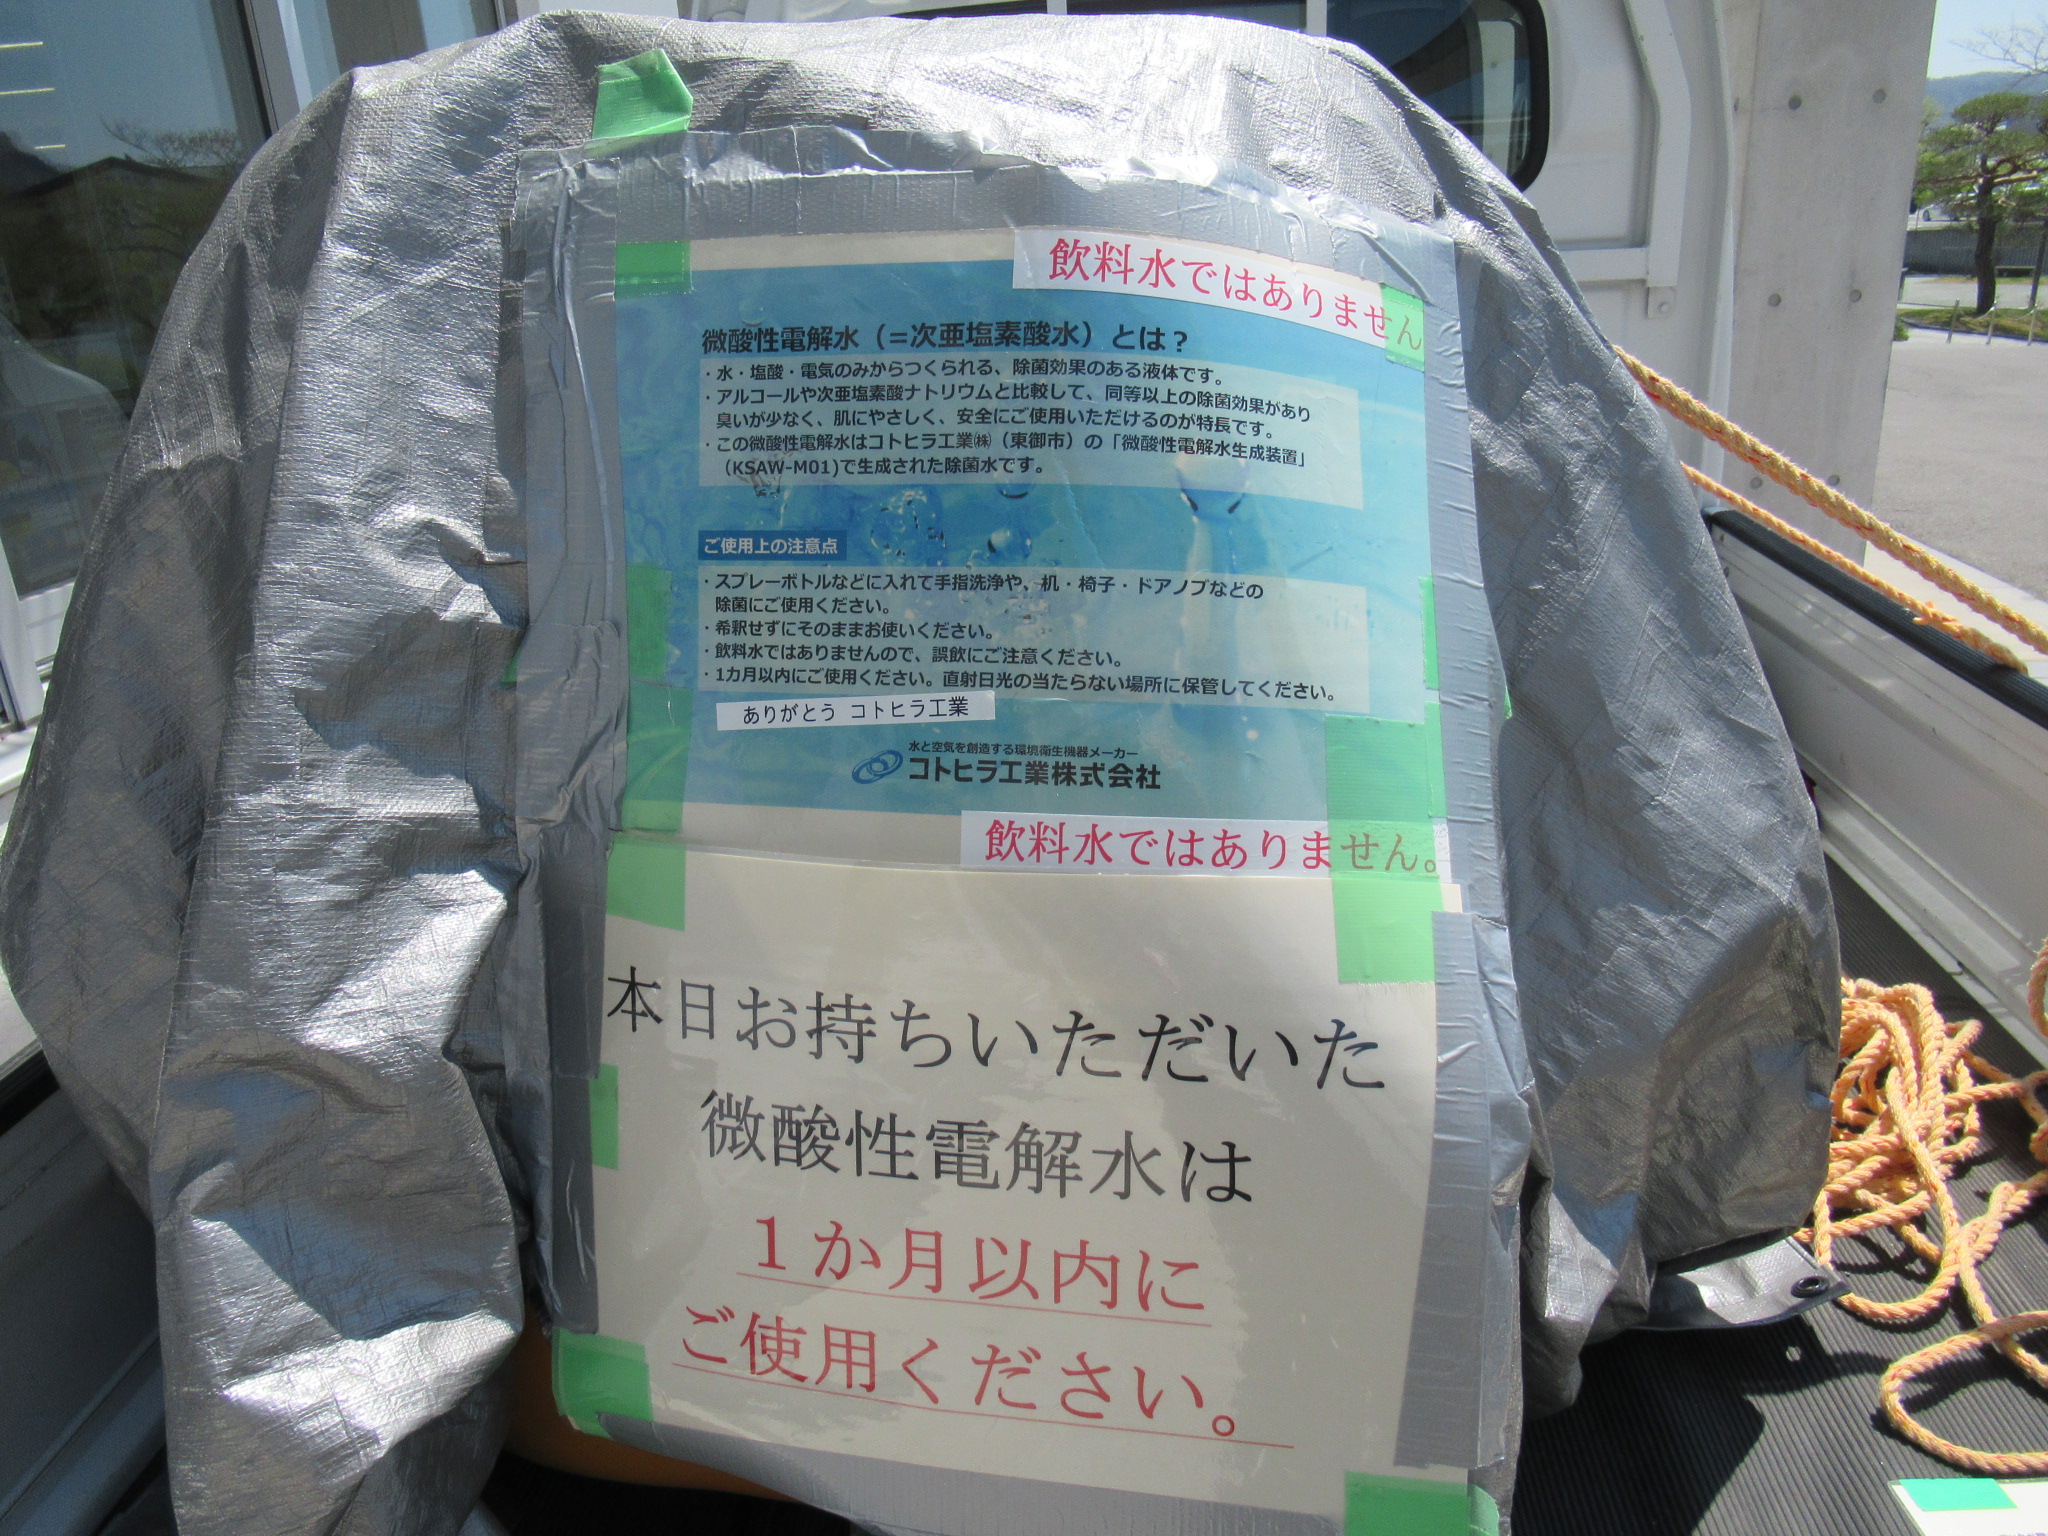 飲料水ではありません
微酸性電解水（=次亜塩素酸水）とは？
・水・塩酸・電気のみからつくられる、除菌効果のある液体です。
・アルコールや次亜塩素酸ナトリウムと比較して、同等以上の除菌効果があり
臭いが少なく、肌にやさしく、安全にご使用いただけるのが特長です。
・この微酸性電解水はコトヒラ工業㈱（東御市）の「微酸性電解水生成装置」
（KSAW-M01)で生成された除菌水です。
ご使用上の注意点
・スプレーボトルなどに入れて手指洗浄や、机・椅子・ドアノブなどの
除菌にご使用ください。
・希釈せずにそのままお使いください。
・飲料水ではありませんので、誤飲にご注意ください。
・1カ月以内にご使用ください。直射日光の当たらない場所に保管してください。
ありがとう コトヒラ工業
水と空気を創造する環境衛生機器メーカー
コトヒラ工業株式会社
飲料水ではありません。
本日お持ちいただいた
微酸性電解水は
１か月以内に
ご使用ください。